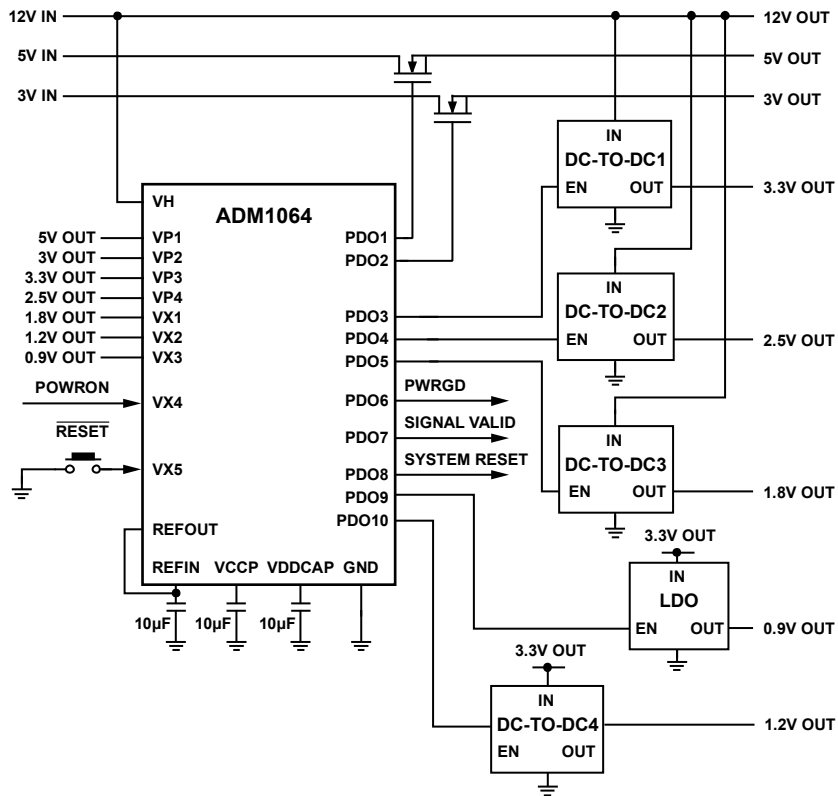 12V IN
12V OUT
5V IN
5V OUT
3V IN
3V OUT
IN
DC-TO-DC1
EN OUT
3.3V OUT
ADM1064
VH
VP1
VP2
VP3
VP4
VX1
VX2
VX3
VX4
VX5
REFOUT
REFIN
VCCP
VDDCAP
GND
PDO1
PDO2
PDO3
PDO4
PDO5
PDO6
PDO7
PDO8
PDO9
PDO10
5V OUT
3V OUT
3.3V OUT
2.5V OUT
1.8V OUT
1.2V OUT
0.9V OUT
POWRON
RESET
10µF
10µF
10µF
PWRGD
SIGNAL VALID
SYSTEM RESET
IN
DC-TO-DC2
EN OUT
2.5V OUT
IN
DC-TO-DC3
EN OUT
1.8V OUT
3.3V OUT
IN
LDO
EN OUT
0.9V OUT
3.3V OUT
IN
DC-TO-DC4
EN OUT
1.2V OUT